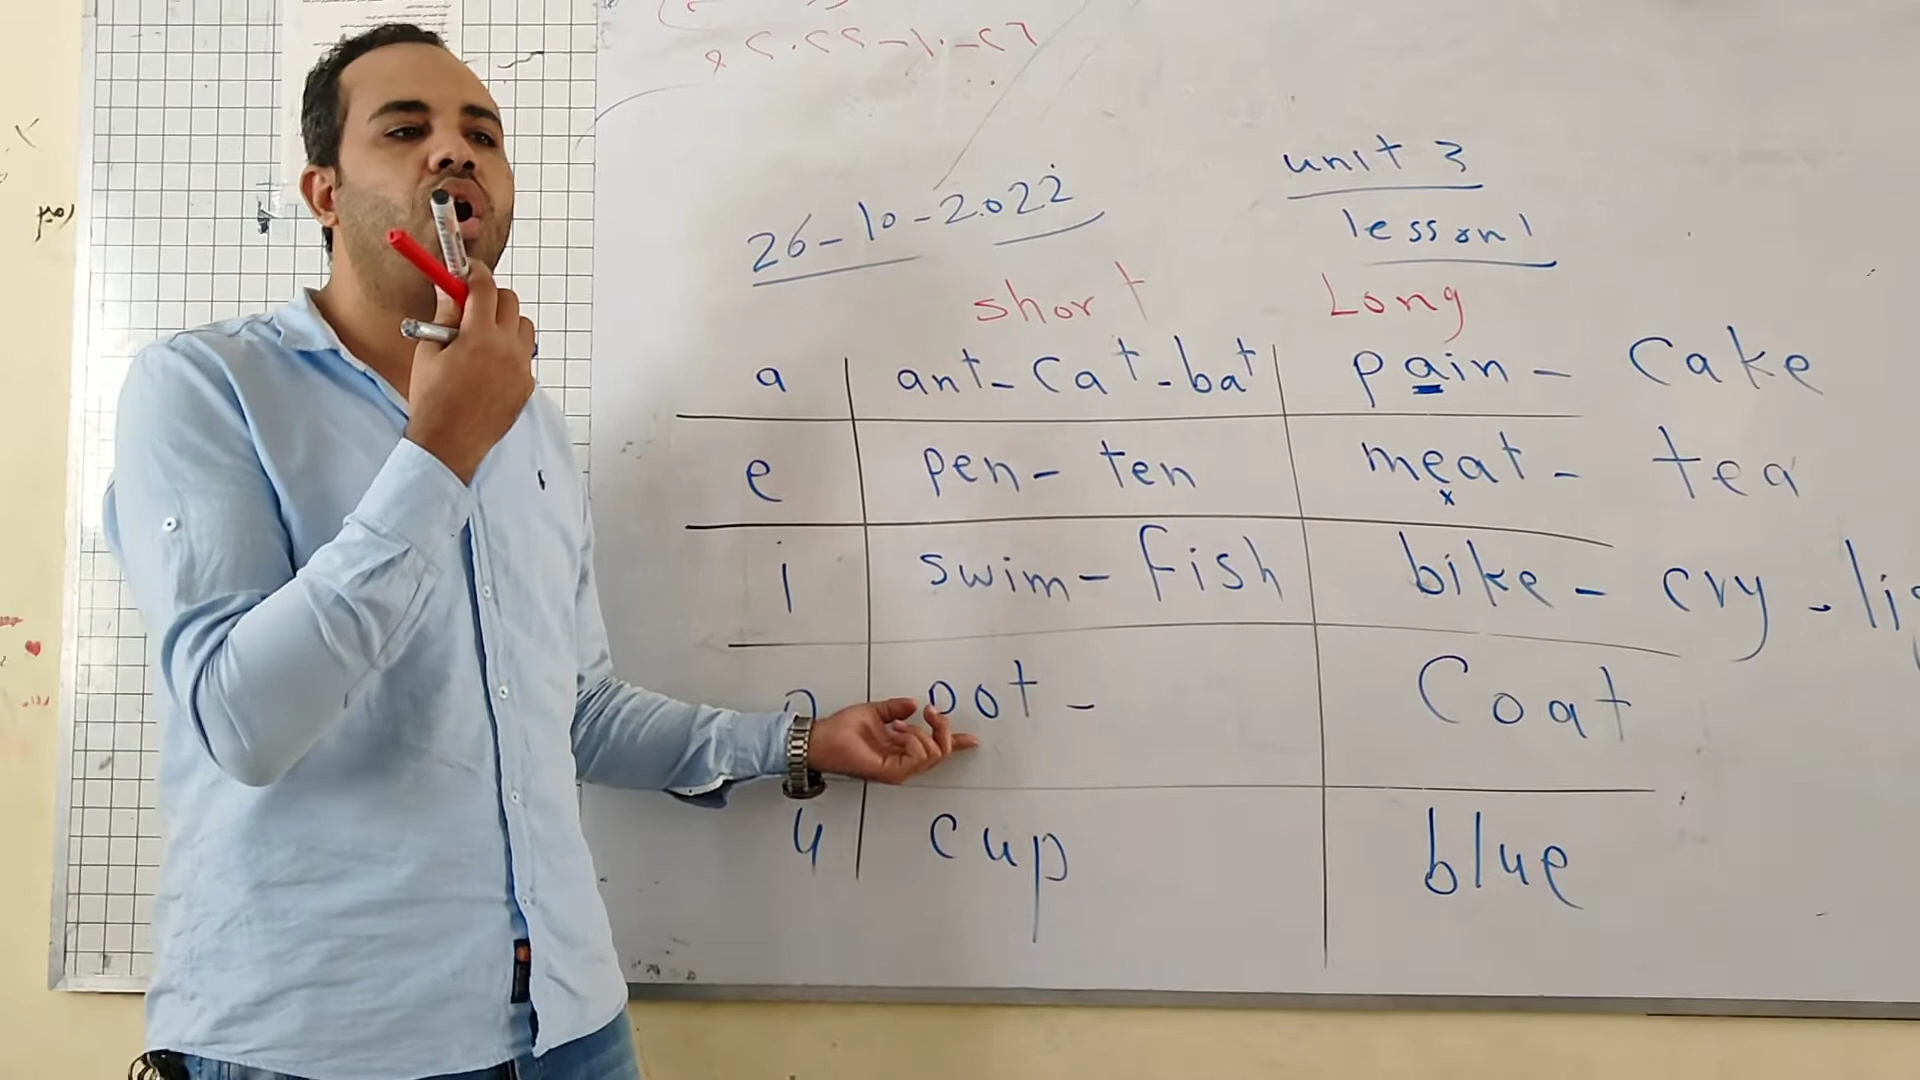 26-10-2022
unit 3
lesson 1
short Long
a ant-cat-bat pain - cake
e pen- ten meat- tea
i swim- fish bike - cry -
o pot - Coat
u cup blue